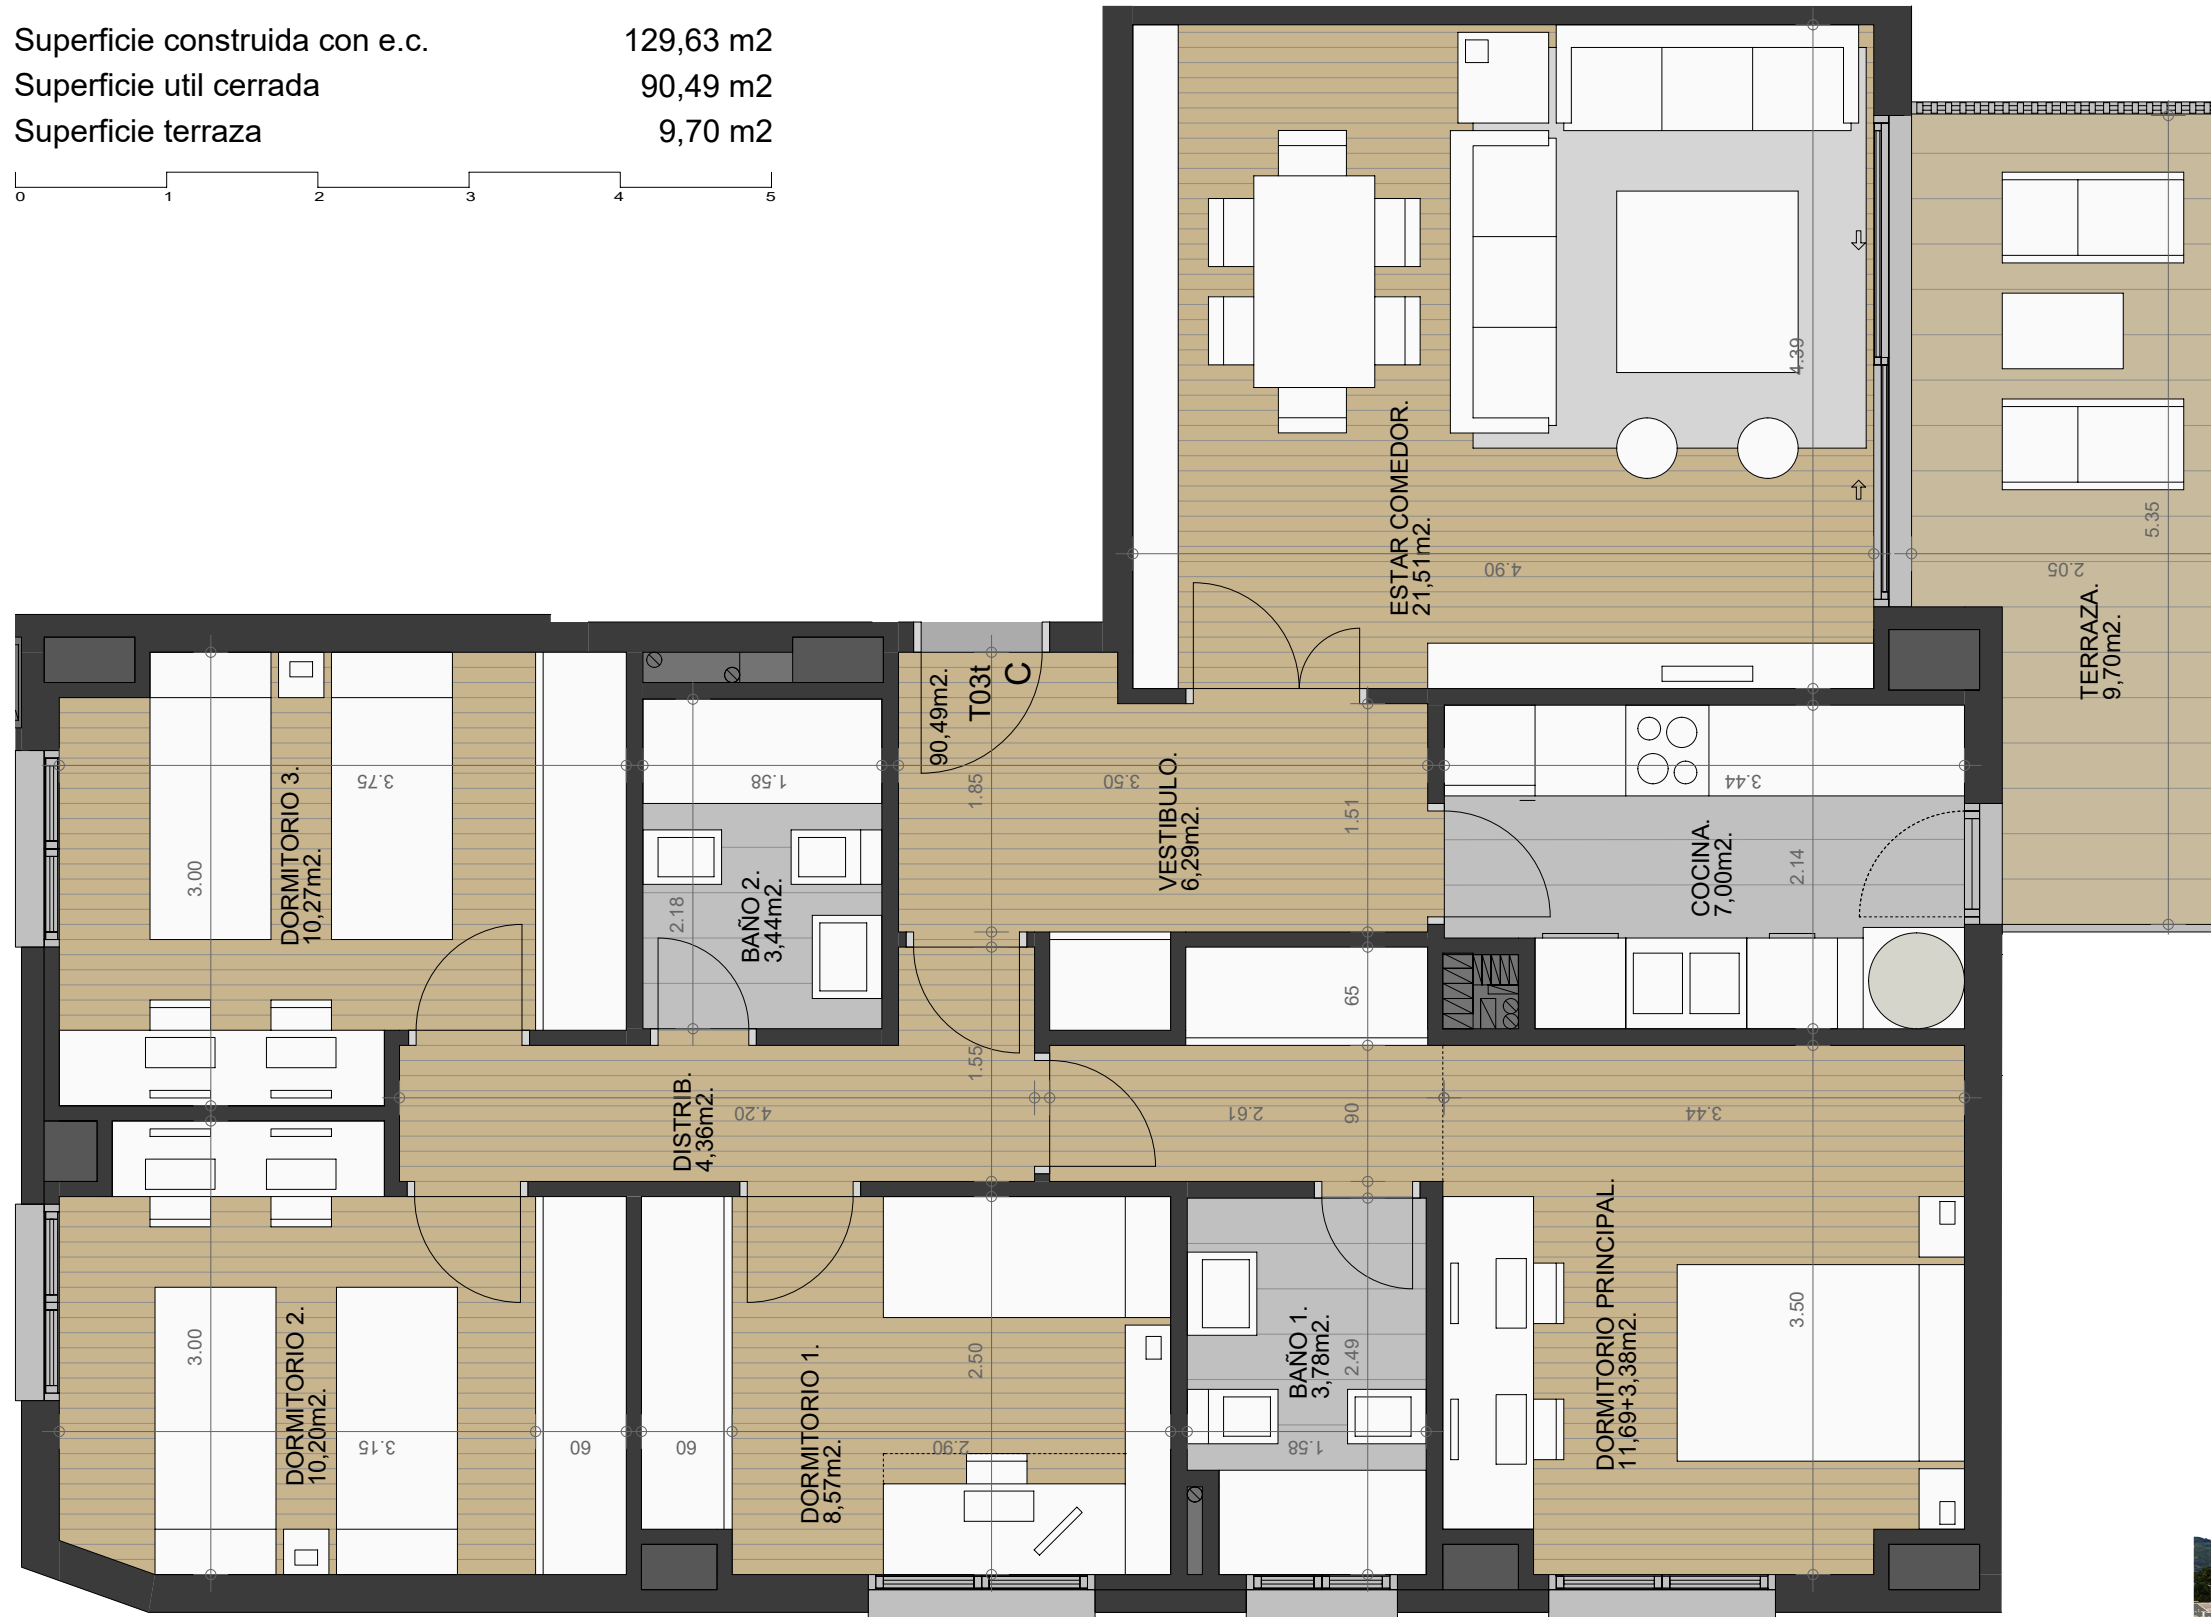 Superficie construida con e.c. 129,63 m2
Superficie util cerrada 90,49 m2
Superficie terraza 9,70 m2
0 1 2 3 4 5
4.39
ESTAR COMEDOR.
21,51m2.
4.90
5.35
2.05
TERRAZA.
9,70m2.
90,49m2.
T03t
C
DORMITORIO 3.
10,27m2.
3.75
3.00
1.58
2.18
BAÑO 2.
3,44m2.
1.85
3.50
VESTIBULO.
6,29m2.
1.51
3.44
COCINA.
7,00m2.
2.14
65
1.55
DISTRIB.
4,36m2.
4.20
2.61
90
3.44
DORMITORIO 2.
10,20m2.
3.00
3.15
60
60
DORMITORIO 1.
8,57m2.
2.50
2.90
BAÑO 1.
3,78m2.
2.49
1.58
DORMITORIO PRINCIPAL.
11,69+3,38m2.
3.50